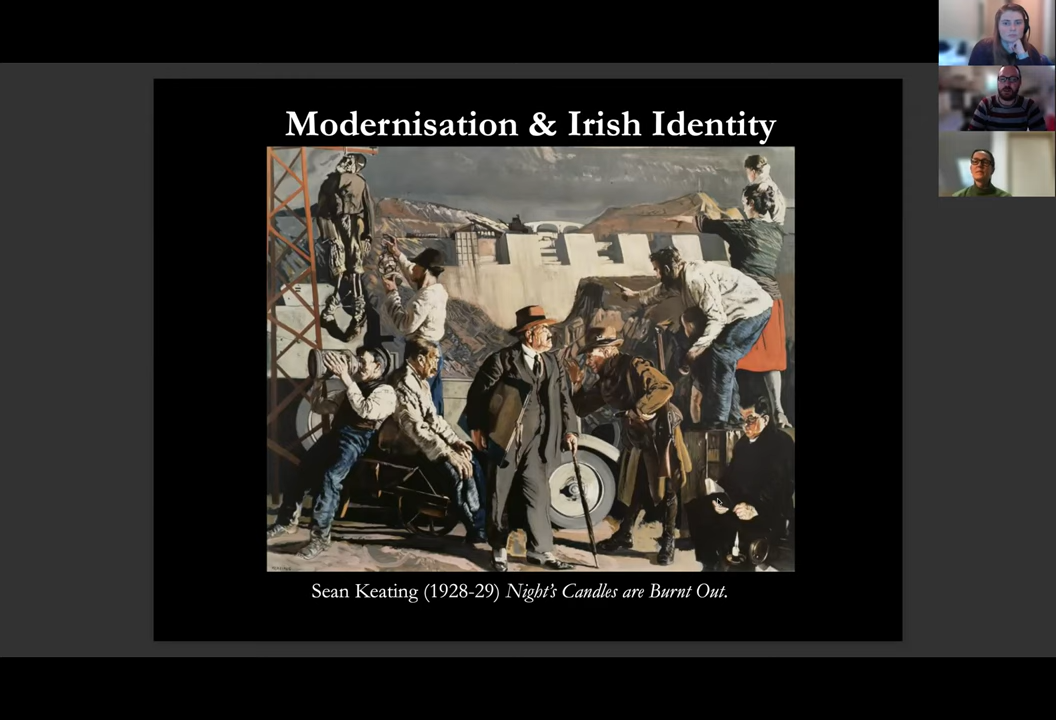 Modernisation & Irish Identity
Sean Keating (1928-29) Night's Candles are Burnt Out.